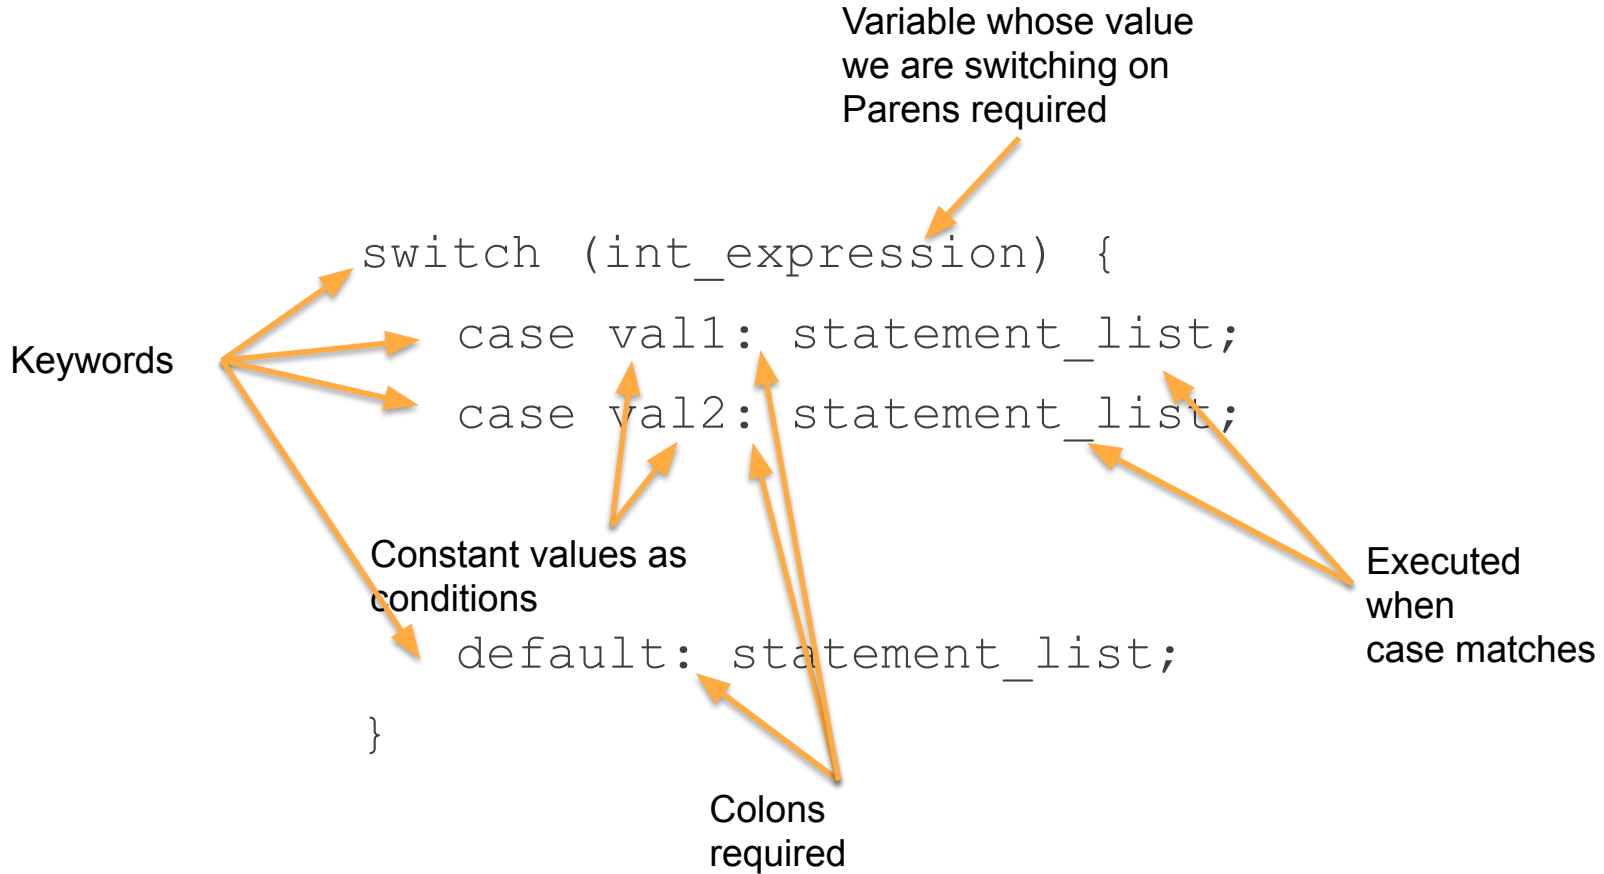 Variable whose value
we are switching on
Parens required
switch (int_expression) {
case val1: statement_list;
Keywords
case val2: statement_list;
Constant values as
conditions
Executed
when
case matches
default: statement_list;
}
Colons
required